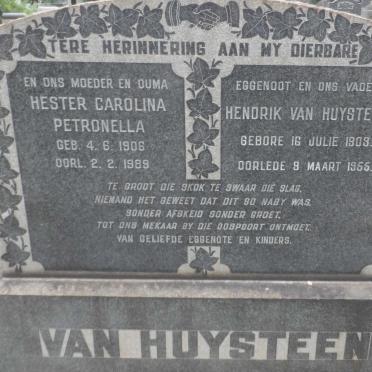 TERE HERINNERING AAN MY DIERBARE
EN ONS MOEDER EN OUMA
HESTER CAROLINA
PETRONELLA
GEB. 4. 6. 1906
OORL. 2. 2. 1989
EGGENOOT EN ONS VADE
HENDRIK VAN HUYSTE
GEBORE 16 JULIE 1903.
OORLEDE 9 MAART 1955.
TE GROOT DIE SKOK TE SWAAR DIE SLAG,
NIEMAND HET GEWEET DAT DIT SO NABY WAS.
SONDER AFSKEID SONDER GROET.
TOT ONS MEKAAR BY DIE OOSPOORT ONTMOET.
VAN GELIEFDE EGGENOTE EN KINDERS.
VAN HUYSTEEN